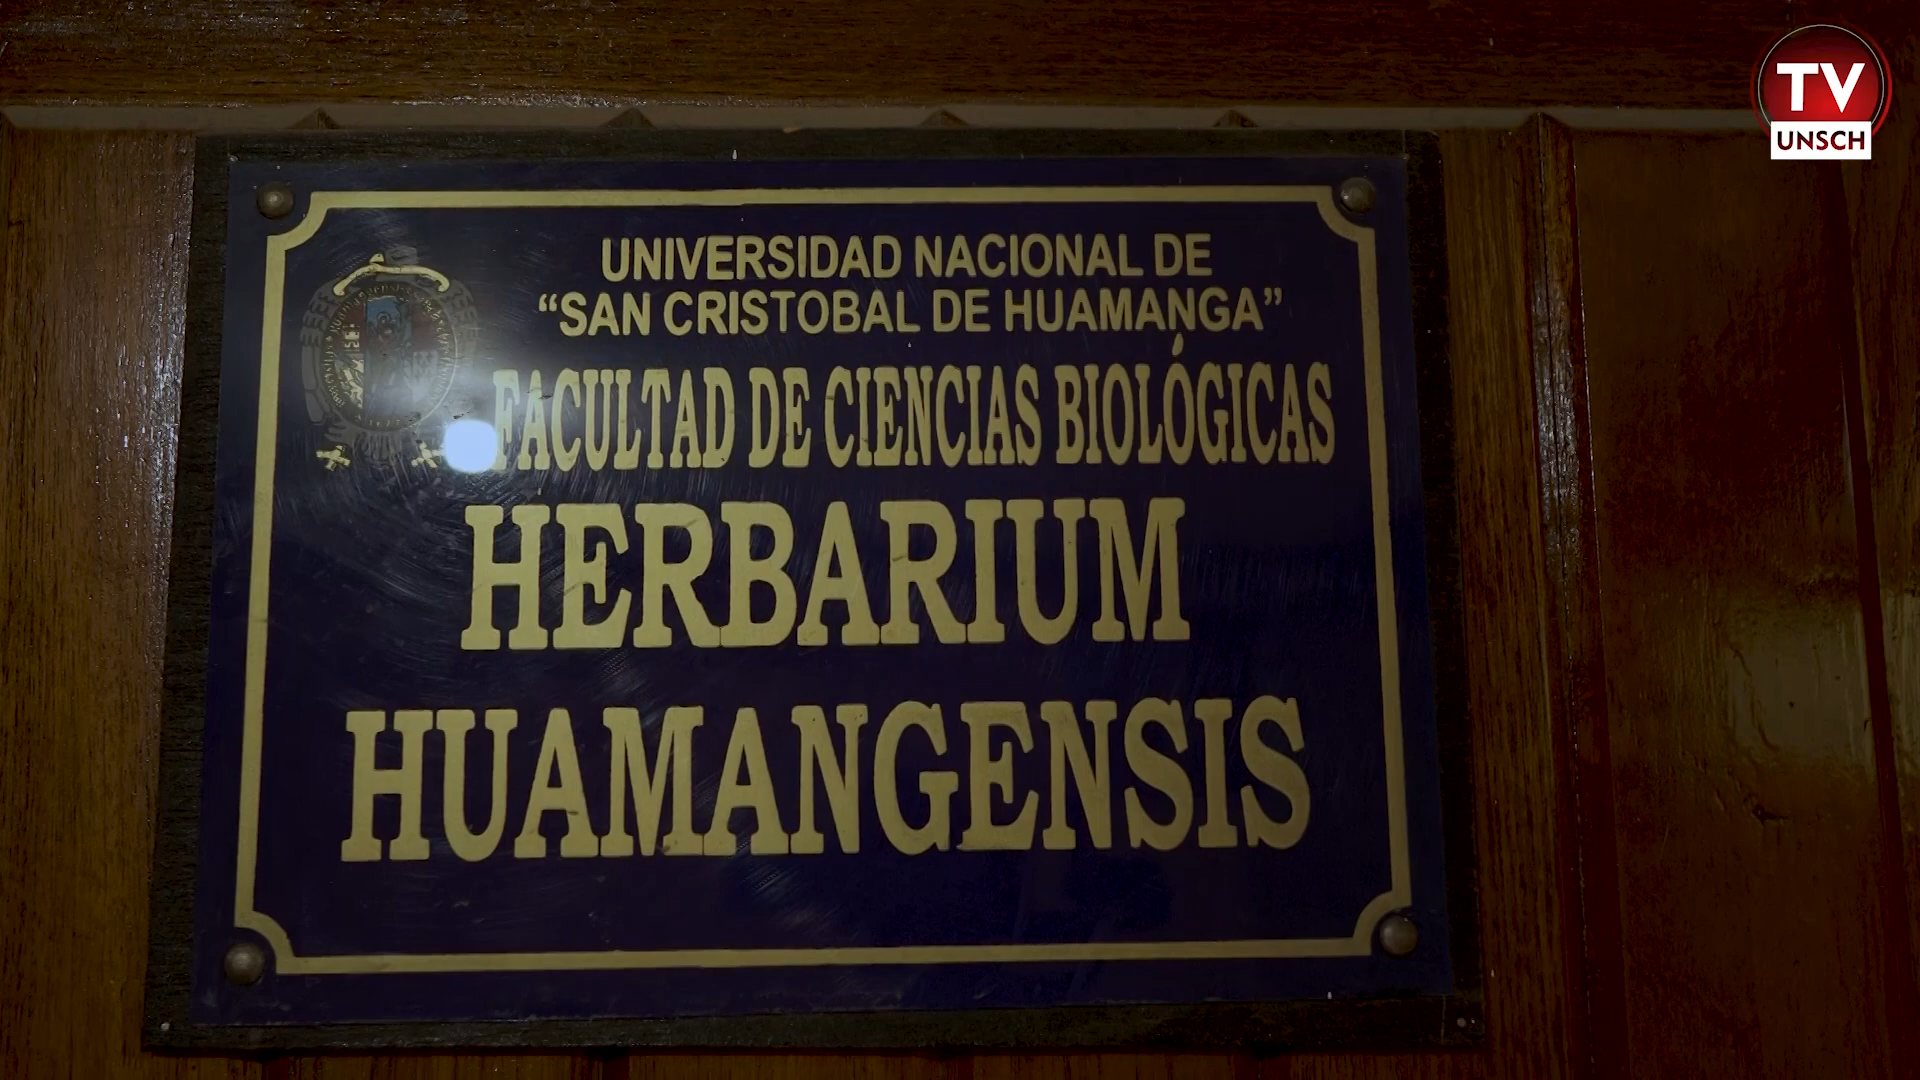 TV
UNSCH
UNIVERSIDAD NACIONAL DE
“SAN CRISTOBAL DE HUAMANGA”
FACULTAD DE CIENCIAS BIOLÓGICAS
HERBARIUM
HUAMANGENSIS